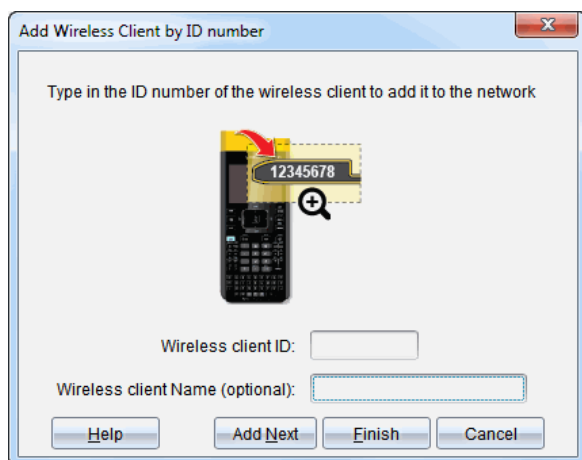 Add Wireless Client by ID number
Type in the ID number of the wireless client to add it to the network
12345678
Wireless client ID:
Wireless client Name (optional):
Help Add Next Finish Cancel